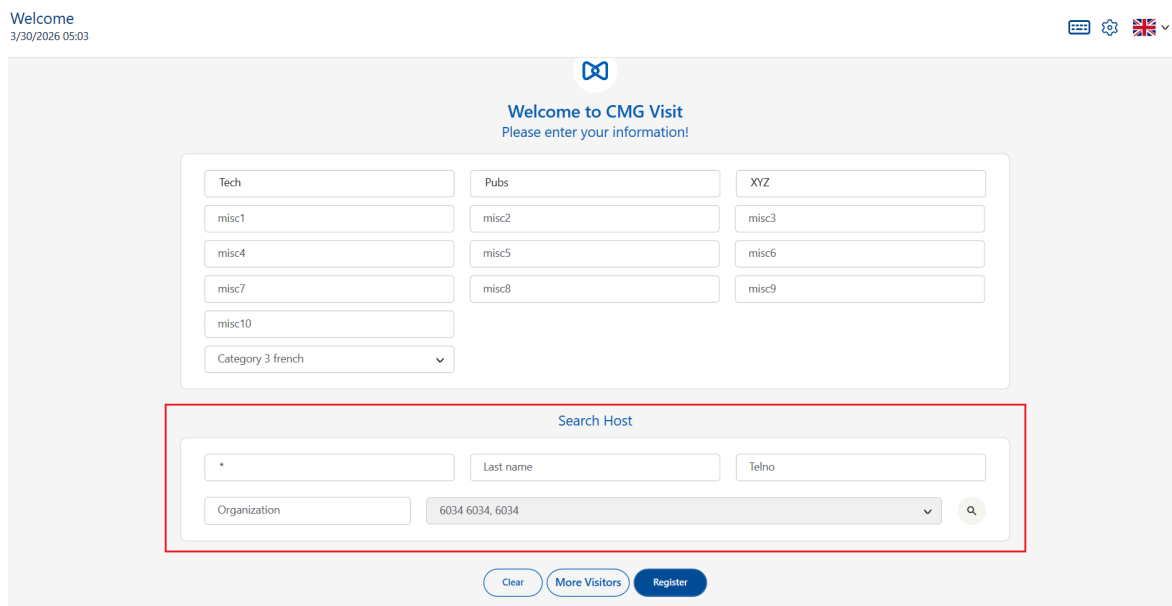 Welcome
3/30/2026 05:03
Welcome to CMG Visit
Please enter your information!
Tech Pubs XYZ
misc1 misc2 misc3
misc4 misc5 misc6
misc7 misc8 misc9
misc10
Category 3 french
Search Host
* Last name Telno
Organization 6034 6034, 6034
Clear More Visitors Register